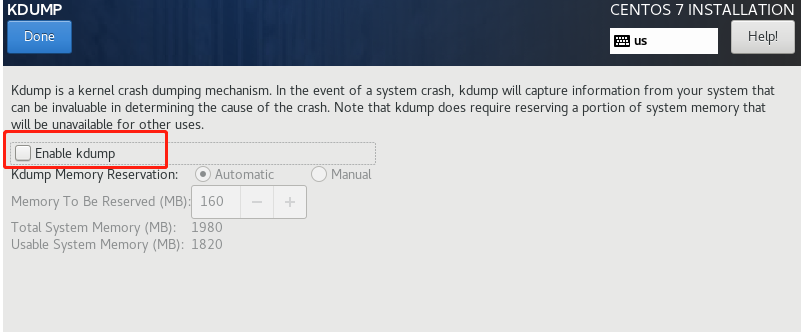 KDUMP
CENTOS 7 INSTALLATION
Done
us
Help!
Kdump is a kernel crash dumping mechanism. In the event of a system crash, kdump will capture information from your system that
can be invaluable in determining the cause of the crash. Note that kdump does require reserving a portion of system memory that
will be unavailable for other uses.
Enable kdump
Kdump Memory Reservation: Automatic Manual
Memory To Be Reserved (MB): 160 − +
Total System Memory (MB): 1980
Usable System Memory (MB): 1820